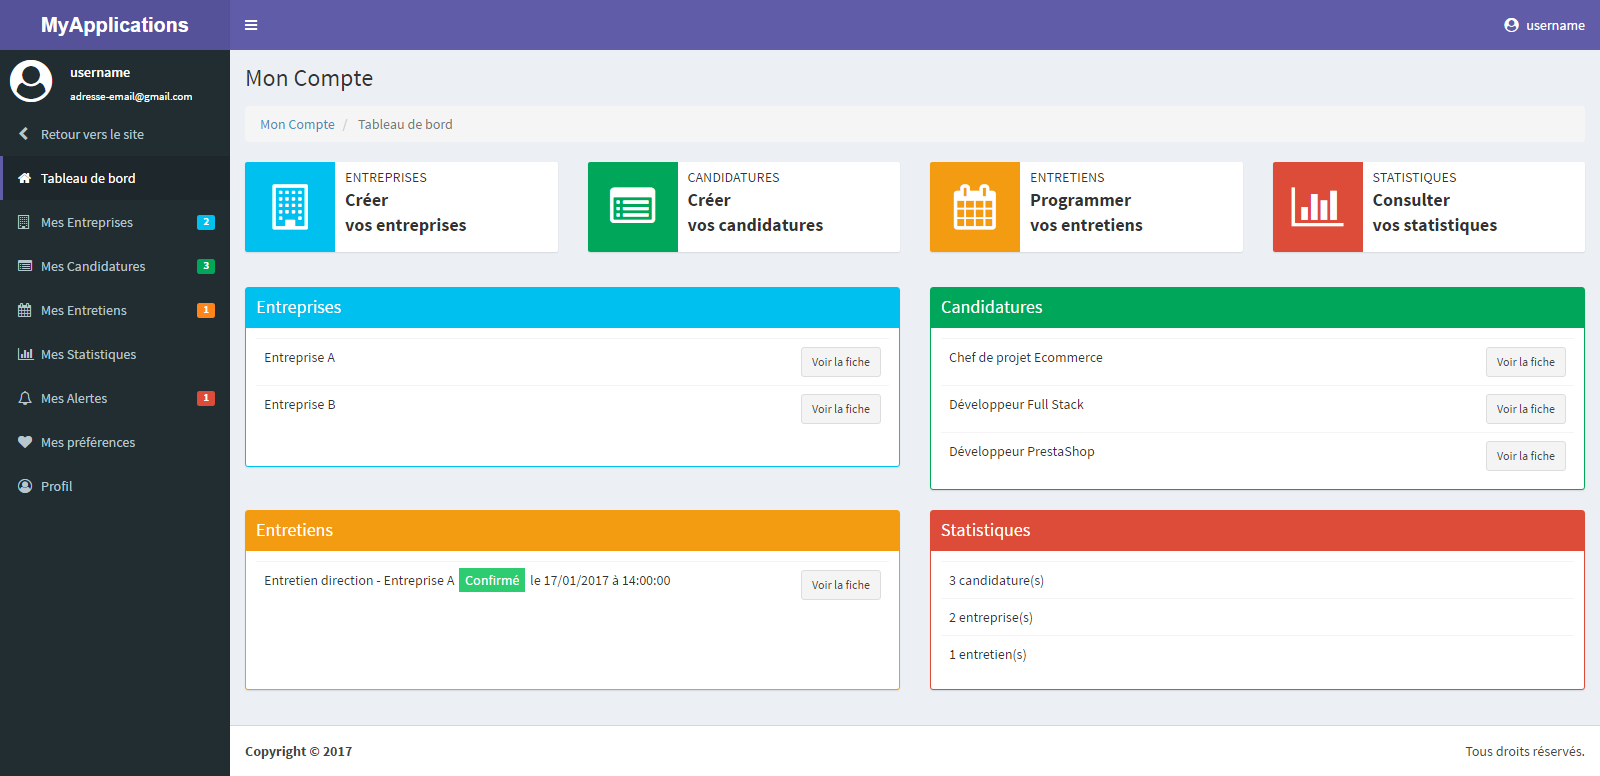 MyApplications
username
username
adresse-email@gmail.com
Retour vers le site
Tableau de bord
Mes Entreprises 2
Mes Candidatures 3
Mes Entretiens 1
Mes Statistiques
Mes Alertes 1
Mes préférences
Profil
Mon Compte
Mon Compte / Tableau de bord
ENTREPRISES
Créer
vos entreprises
CANDIDATURES
Créer
vos candidatures
ENTRETIENS
Programmer
vos entretiens
STATISTIQUES
Consulter
vos statistiques
Entreprises
Entreprise A Voir la fiche
Entreprise B Voir la fiche
Candidatures
Chef de projet Ecommerce Voir la fiche
Développeur Full Stack Voir la fiche
Développeur PrestaShop Voir la fiche
Entretiens
Entretien direction - Entreprise A Confirmé le 17/01/2017 à 14:00:00 Voir la fiche
Statistiques
3 candidature(s)
2 entreprise(s)
1 entretien(s)
Copyright © 2017
Tous droits réservés.